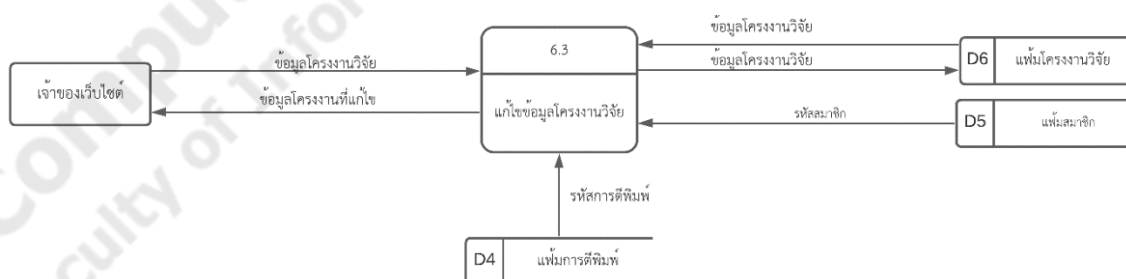 ข้อมูลโครงงานวิจัย
6.3
D6 แฟ้มโครงงานวิจัย
ข้อมูลโครงงานวิจัย
ข้อมูลโครงงานวิจัย
เจ้าของเว็บไซต์
ข้อมูลโครงงานที่แก้ไข
แก้ไขข้อมูลโครงงานวิจัย
รหัสสมาชิก
D5 แฟ้มสมาชิก
รหัสการตีพิมพ์
D4 แฟ้มการตีพิมพ์